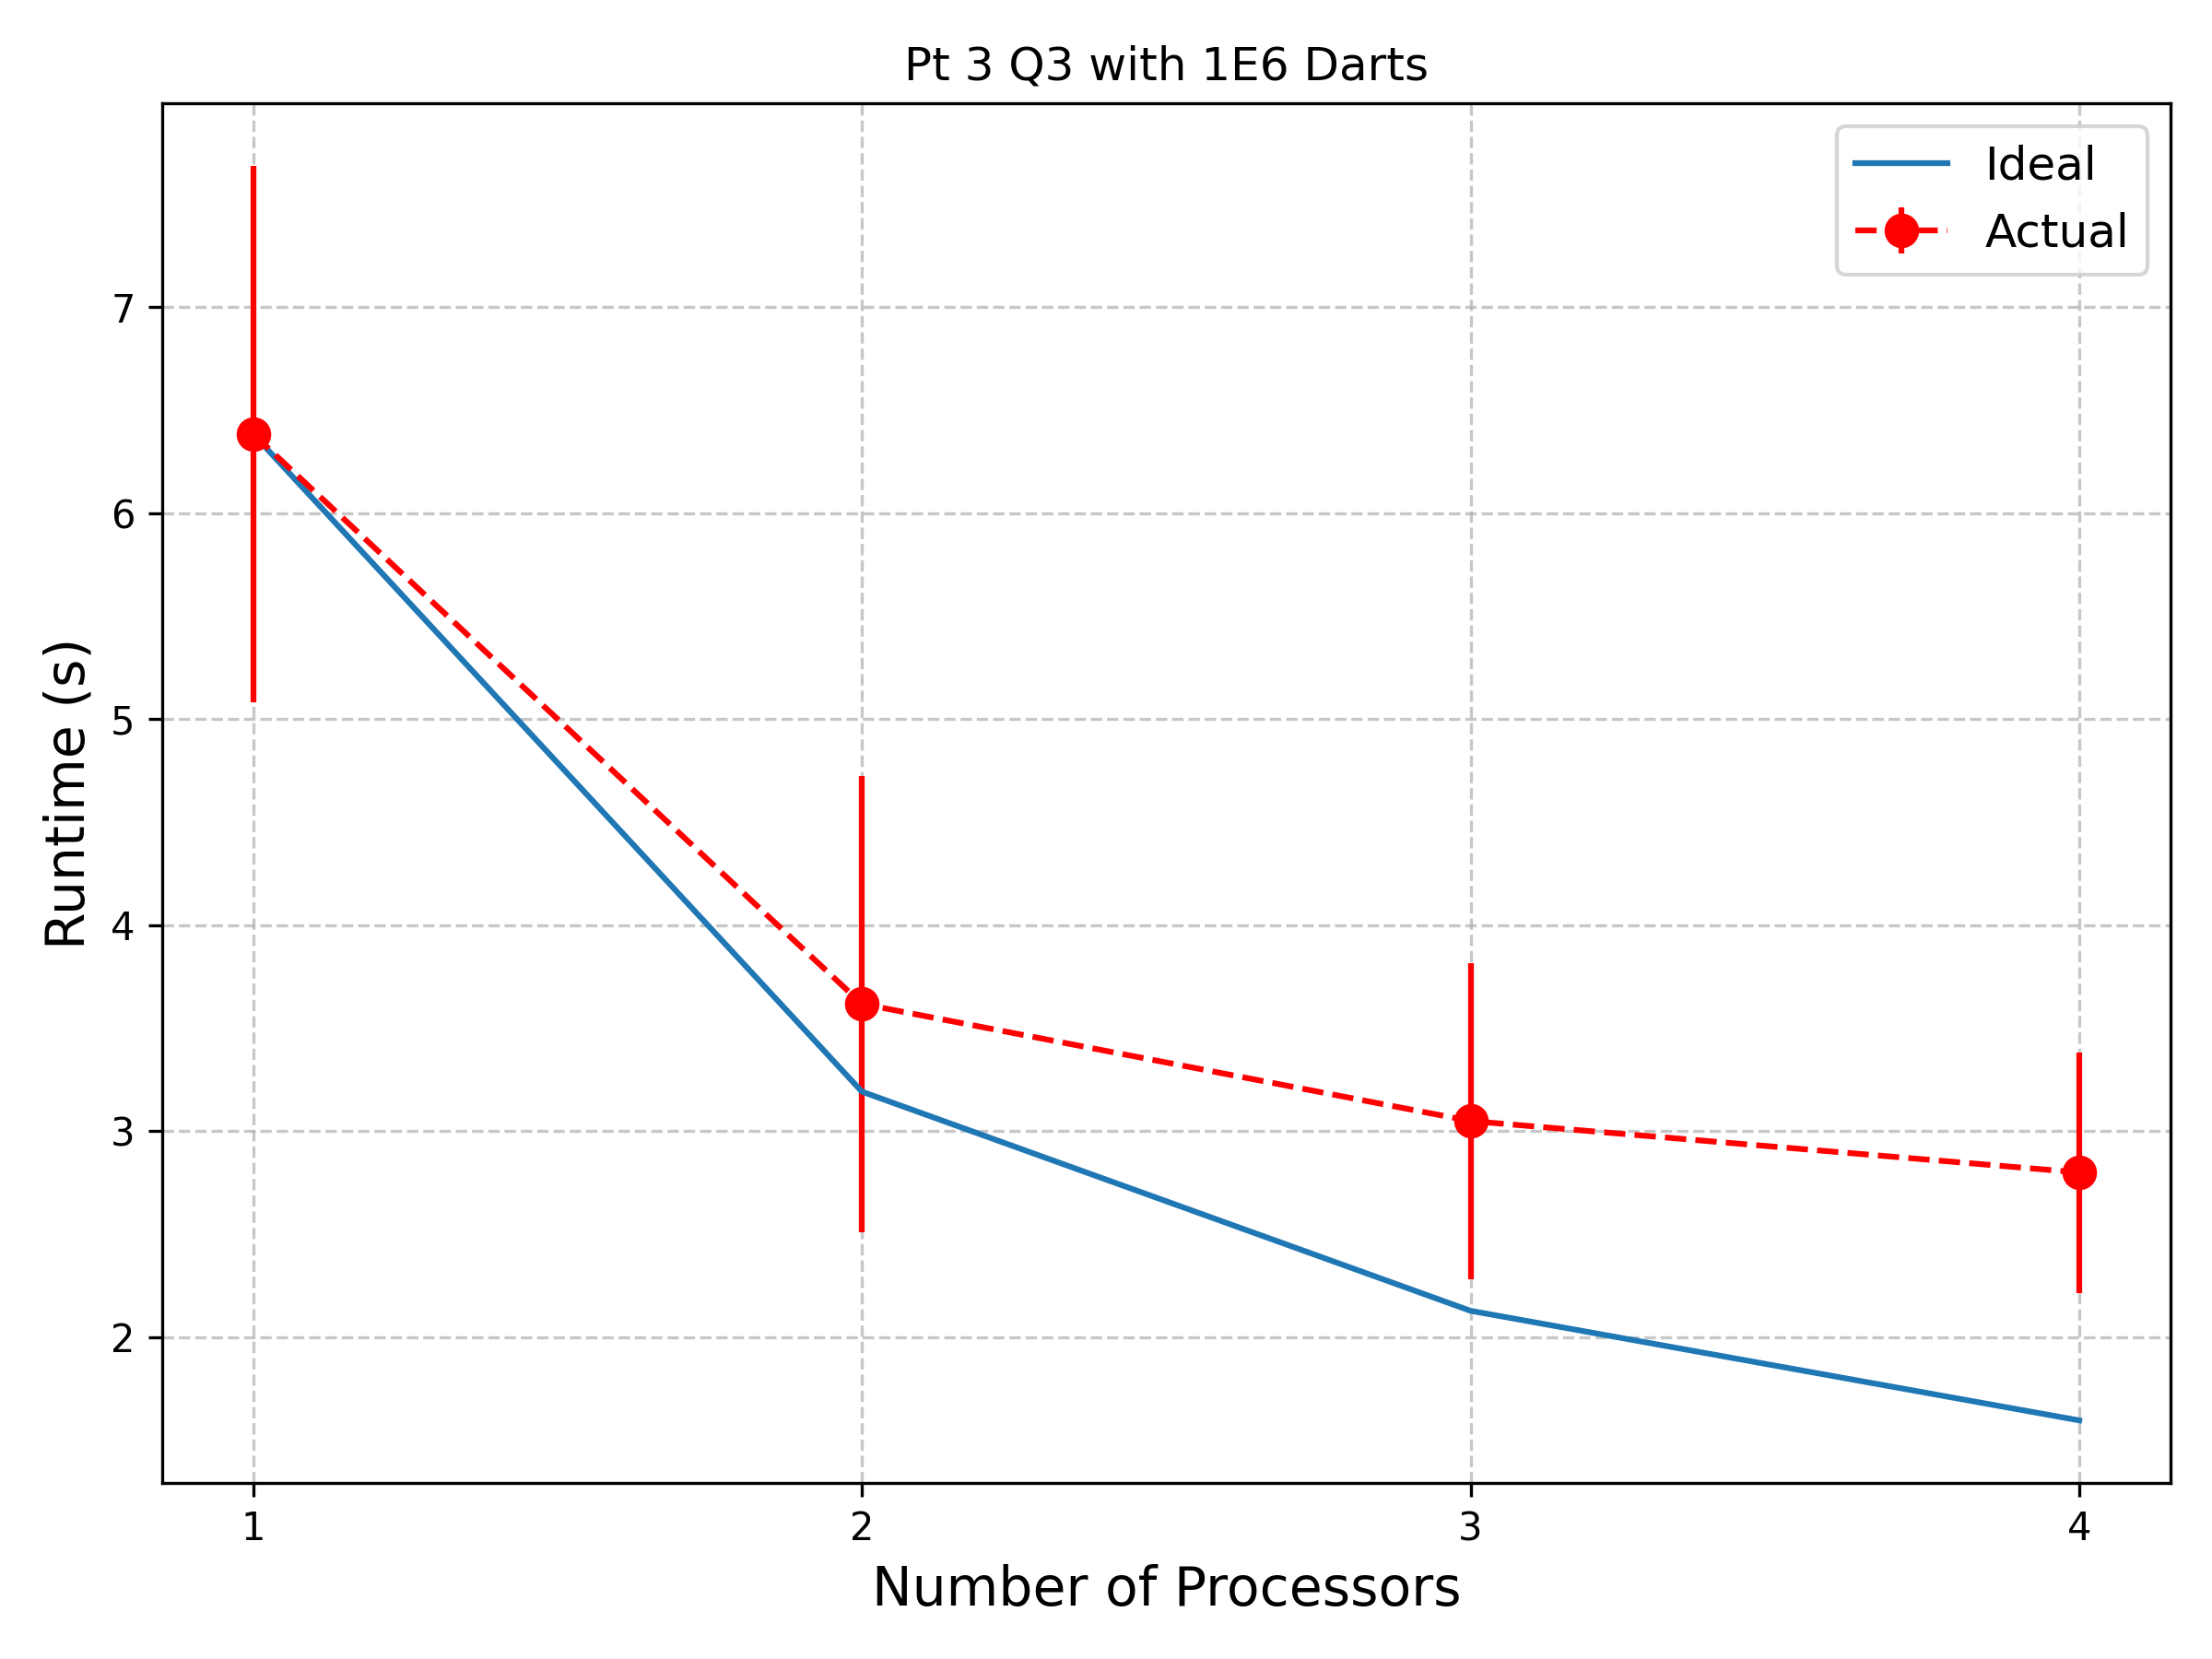 Pt 3 Q3 with 1E6 Darts
Ideal
Actual
7
6
5
4
3
2
Runtime (s)
1 2 3 4
Number of Processors